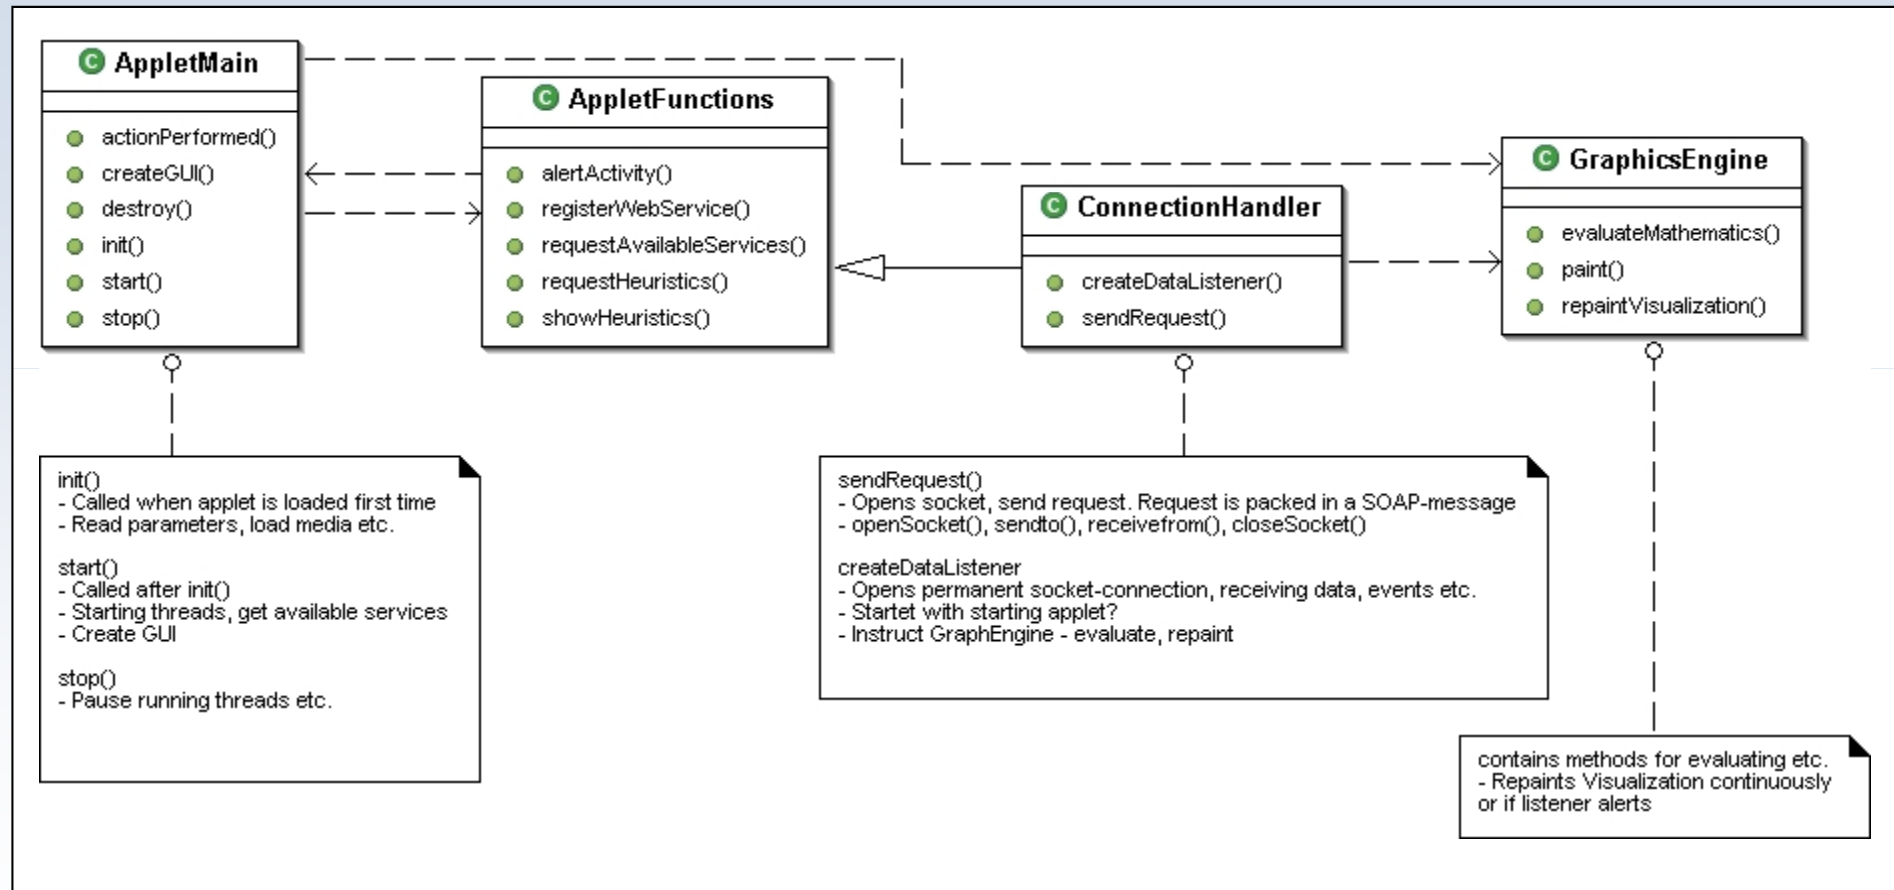 AppletMain
actionPerformed()
createGUI()
destroy()
init()
start()
stop()
AppletFunctions
alertActivity()
registerWebService()
requestAvailableServices()
requestHeuristics()
showHeuristics()
ConnectionHandler
createDataListener()
sendRequest()
GraphicsEngine
evaluateMathematics()
paint()
repaintVisualization()
init()
- Called when applet is loaded first time
- Read parameters, load media etc.
start()
- Called after init()
- Starting threads, get available services
- Create GUI
stop()
- Pause running threads etc.
sendRequest()
- Opens socket, send request. Request is packed in a SOAP-message
- openSocket(), sendto(), receivefrom(), closeSocket()
createDataListener
- Opens permanent socket-connection, receiving data, events etc.
- Startet with starting applet?
- Instruct GraphEngine - evaluate, repaint
contains methods for evaluating etc.
- Repaints Visualization continuously
or if listener alerts